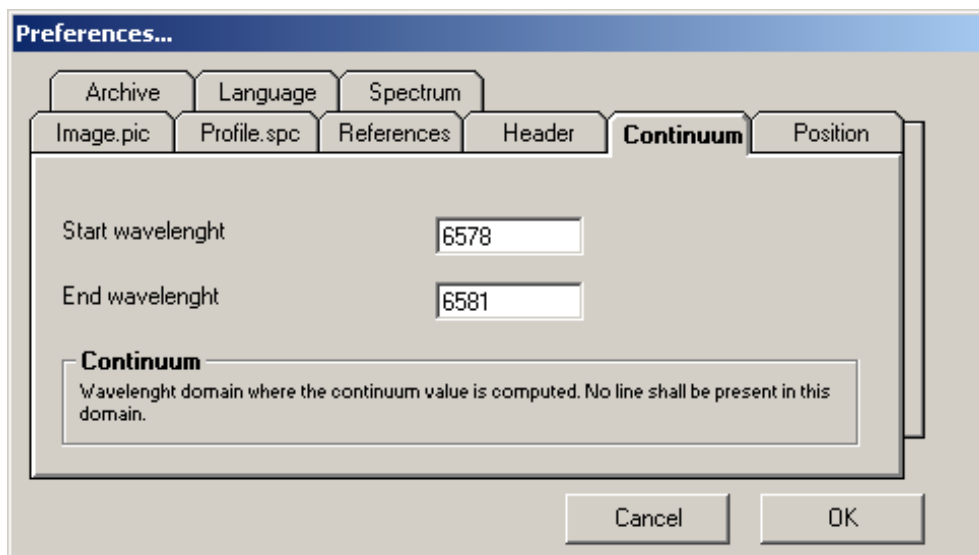 Preferences...
Archive Language Spectrum
Image.pic Profile.spc References Header Continuum Position
Start wavelenght 6578
End wavelenght 6581
Continuum
Wavelenght domain where the continuum value is computed. No line shall be present in this
domain.
Cancel OK